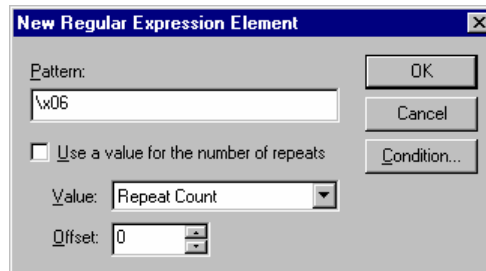 New Regular Expression Element
Pattern:
OK
\x06
Cancel
Use a value for the number of repeats
Condition...
Value: Repeat Count
Offset: 0